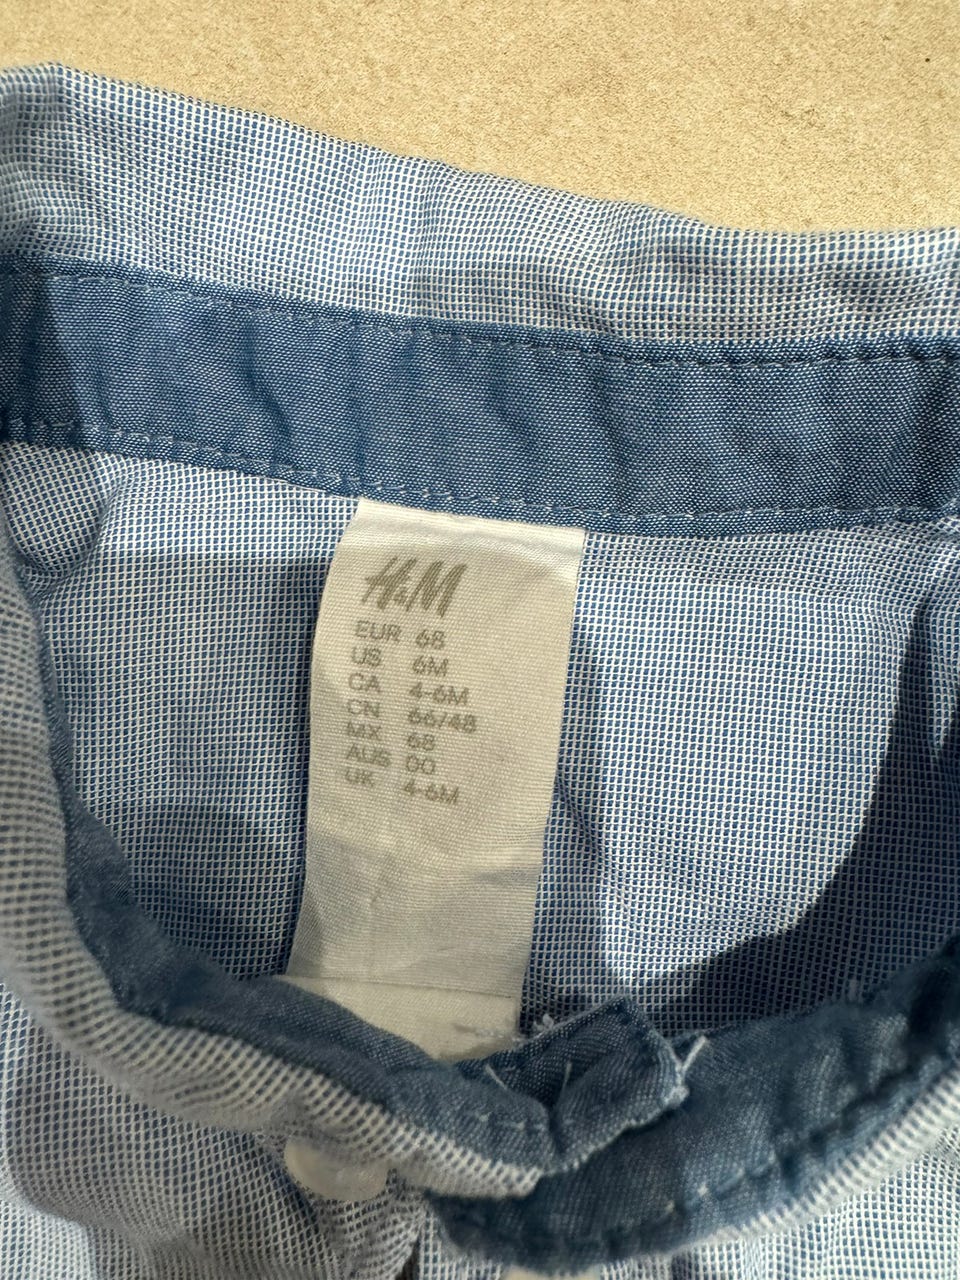 H&M
EUR 68
US 6M
CA 4-6M
CN 66/48
MX 68
AUS 00
UK 4-6M